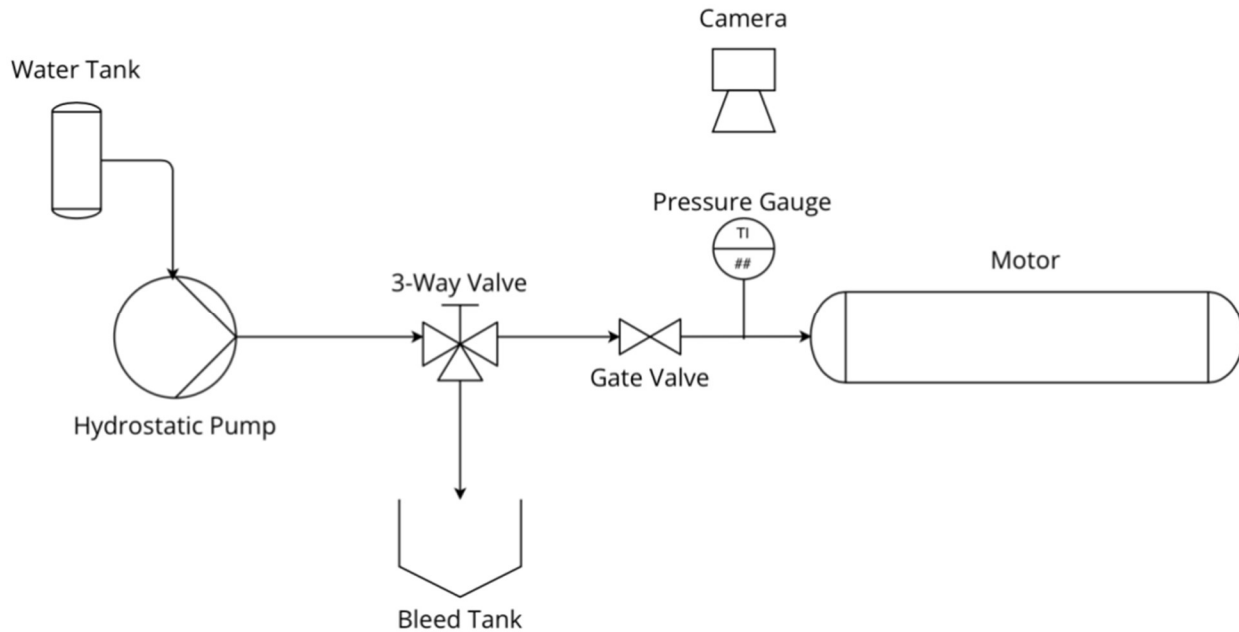 Camera
Water Tank
Pressure Gauge
TI
##
Motor
3-Way Valve
Gate Valve
Hydrostatic Pump
Bleed Tank